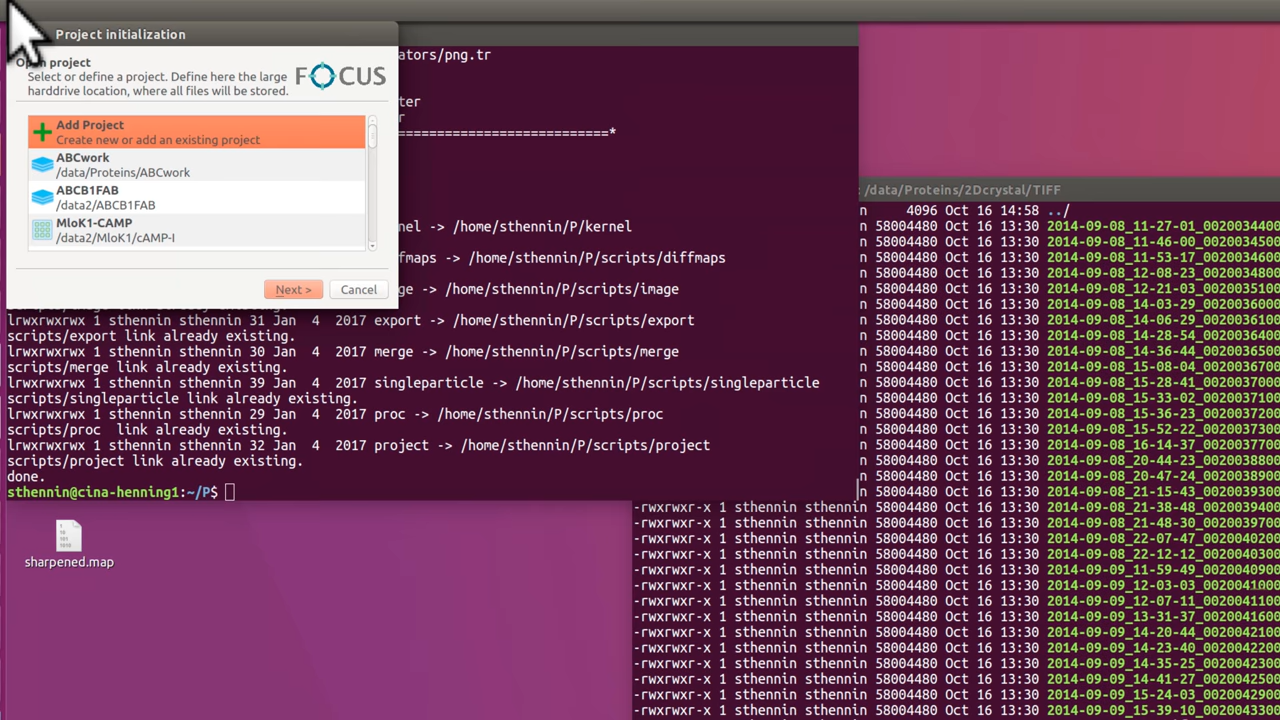 Project initialization
Open project
Select or define a project. Define here the large
harddrive location, where all files will be stored.
FOCUS
Add Project
Create new or add an existing project
ABCwork
/data/Proteins/ABCwork
ABCB1FAB
/data2/ABCB1FAB
MloK1-CAMP
/data2/MloK1/cAMP-I
Next >
Cancel
ators/png.tr
ter
r
===========================*
nel -> /home/sthennin/P/kernel
ffmaps -> /home/sthennin/P/scripts/diffmaps
ge -> /home/sthennin/P/scripts/image
lrwxrwxrwx 1 sthennin sthennin 31 Jan  4  2017 export -> /home/sthennin/P/scripts/export
scripts/export link already existing.
lrwxrwxrwx 1 sthennin sthennin 30 Jan  4  2017 merge -> /home/sthennin/P/scripts/merge
scripts/merge link already existing.
lrwxrwxrwx 1 sthennin sthennin 39 Jan  4  2017 singleparticle -> /home/sthennin/P/scripts/singleparticle
scripts/singleparticle link already existing.
lrwxrwxrwx 1 sthennin sthennin 29 Jan  4  2017 proc -> /home/sthennin/P/scripts/proc
scripts/proc  link already existing.
lrwxrwxrwx 1 sthennin sthennin 32 Jan  4  2017 project -> /home/sthennin/P/scripts/project
scripts/project link already existing.
done.
sthennin@cina-henning1:~/P$
sharpened.map
: /data/Proteins/2Dcrystal/TIFF
n     4096 Oct 16 14:58 ../
n 58004480 Oct 16 13:30 2014-09-08_11-27-01_0020034400
n 58004480 Oct 16 13:30 2014-09-08_11-46-00_0020034500
n 58004480 Oct 16 13:30 2014-09-08_11-53-17_0020034600
n 58004480 Oct 16 13:30 2014-09-08_12-08-23_0020034800
n 58004480 Oct 16 13:30 2014-09-08_12-21-03_0020035100
n 58004480 Oct 16 13:30 2014-09-08_14-03-29_0020036000
n 58004480 Oct 16 13:30 2014-09-08_14-06-29_0020036100
n 58004480 Oct 16 13:30 2014-09-08_14-28-54_0020036400
n 58004480 Oct 16 13:30 2014-09-08_14-36-44_0020036500
n 58004480 Oct 16 13:30 2014-09-08_15-08-04_0020036700
n 58004480 Oct 16 13:30 2014-09-08_15-28-41_0020037000
n 58004480 Oct 16 13:30 2014-09-08_15-33-02_0020037100
n 58004480 Oct 16 13:30 2014-09-08_15-36-23_0020037200
n 58004480 Oct 16 13:30 2014-09-08_15-52-22_0020037300
n 58004480 Oct 16 13:30 2014-09-08_16-14-37_0020037700
n 58004480 Oct 16 13:30 2014-09-08_20-44-23_0020038800
n 58004480 Oct 16 13:30 2014-09-08_20-47-24_0020038900
n 58004480 Oct 16 13:30 2014-09-08_21-15-43_0020039300
-rwxrwxr-x 1 sthennin sthennin 58004480 Oct 16 13:30 2014-09-08_21-38-48_0020039400
-rwxrwxr-x 1 sthennin sthennin 58004480 Oct 16 13:30 2014-09-08_21-48-30_0020039700
-rwxrwxr-x 1 sthennin sthennin 58004480 Oct 16 13:30 2014-09-08_22-07-47_0020040200
-rwxrwxr-x 1 sthennin sthennin 58004480 Oct 16 13:30 2014-09-08_22-12-12_0020040300
-rwxrwxr-x 1 sthennin sthennin 58004480 Oct 16 13:30 2014-09-09_11-59-49_0020040900
-rwxrwxr-x 1 sthennin sthennin 58004480 Oct 16 13:30 2014-09-09_12-03-03_0020041000
-rwxrwxr-x 1 sthennin sthennin 58004480 Oct 16 13:30 2014-09-09_12-07-11_0020041100
-rwxrwxr-x 1 sthennin sthennin 58004480 Oct 16 13:30 2014-09-09_13-31-37_0020041600
-rwxrwxr-x 1 sthennin sthennin 58004480 Oct 16 13:30 2014-09-09_14-20-44_0020042100
-rwxrwxr-x 1 sthennin sthennin 58004480 Oct 16 13:30 2014-09-09_14-23-40_0020042200
-rwxrwxr-x 1 sthennin sthennin 58004480 Oct 16 13:30 2014-09-09_14-35-25_0020042300
-rwxrwxr-x 1 sthennin sthennin 58004480 Oct 16 13:30 2014-09-09_14-41-27_0020042500
-rwxrwxr-x 1 sthennin sthennin 58004480 Oct 16 13:30 2014-09-09_15-24-03_0020042900
-rwxrwxr-x 1 sthennin sthennin 58004480 Oct 16 13:30 2014-09-09_15-39-10_0020043300